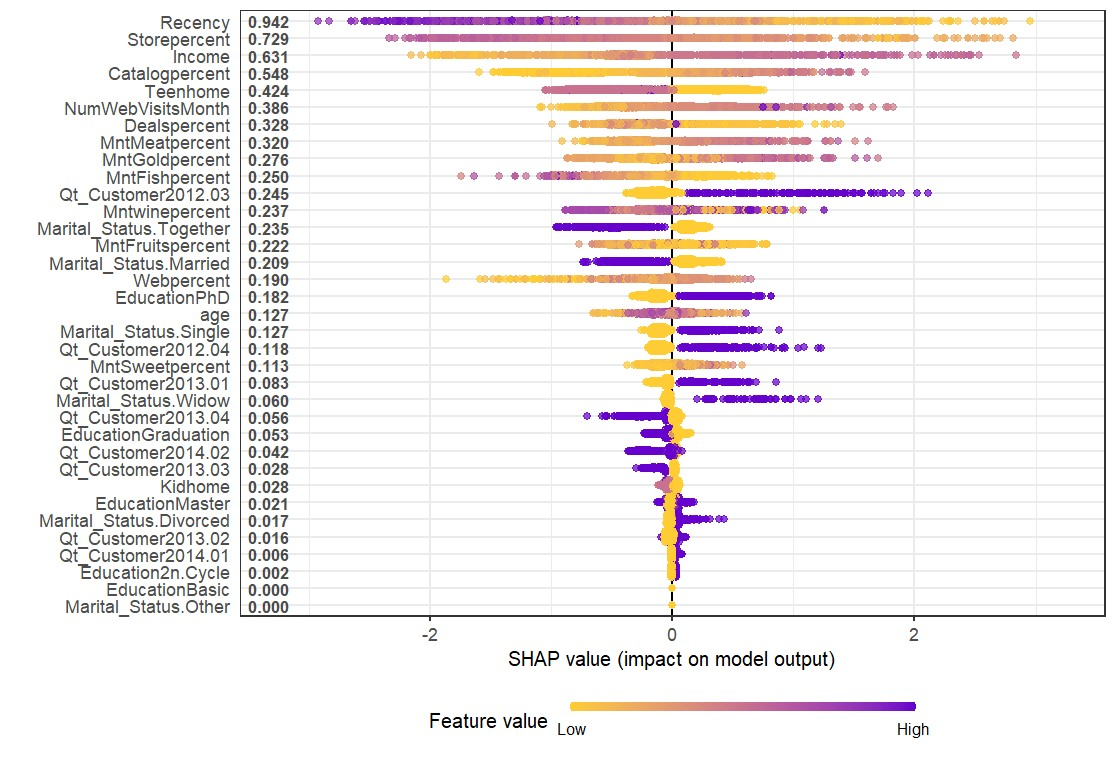 Recency 0.942
Storepercent 0.729
Income 0.631
Catalogpercent 0.548
Teenhome 0.424
NumWebVisitsMonth 0.386
Dealspercent 0.328
MntMeatpercent 0.320
MntGoldpercent 0.276
MntFishpercent 0.250
Qt_Customer2012.03 0.245
Mntwinepercent 0.237
Marital_Status.Together 0.235
MntFruitspercent 0.222
Marital_Status.Married 0.209
Webpercent 0.190
EducationPhD 0.182
age 0.127
Marital_Status.Single 0.127
Qt_Customer2012.04 0.118
MntSweetpercent 0.113
Qt_Customer2013.01 0.083
Marital_Status.Widow 0.060
Qt_Customer2013.04 0.056
EducationGraduation 0.053
Qt_Customer2014.02 0.042
Qt_Customer2013.03 0.028
Kidhome 0.028
EducationMaster 0.021
Marital_Status.Divorced 0.017
Qt_Customer2013.02 0.016
Qt_Customer2014.01 0.006
Education2n.Cycle 0.002
EducationBasic 0.000
Marital_Status.Other 0.000
-2 0 2
SHAP value (impact on model output)
Feature value
Low High